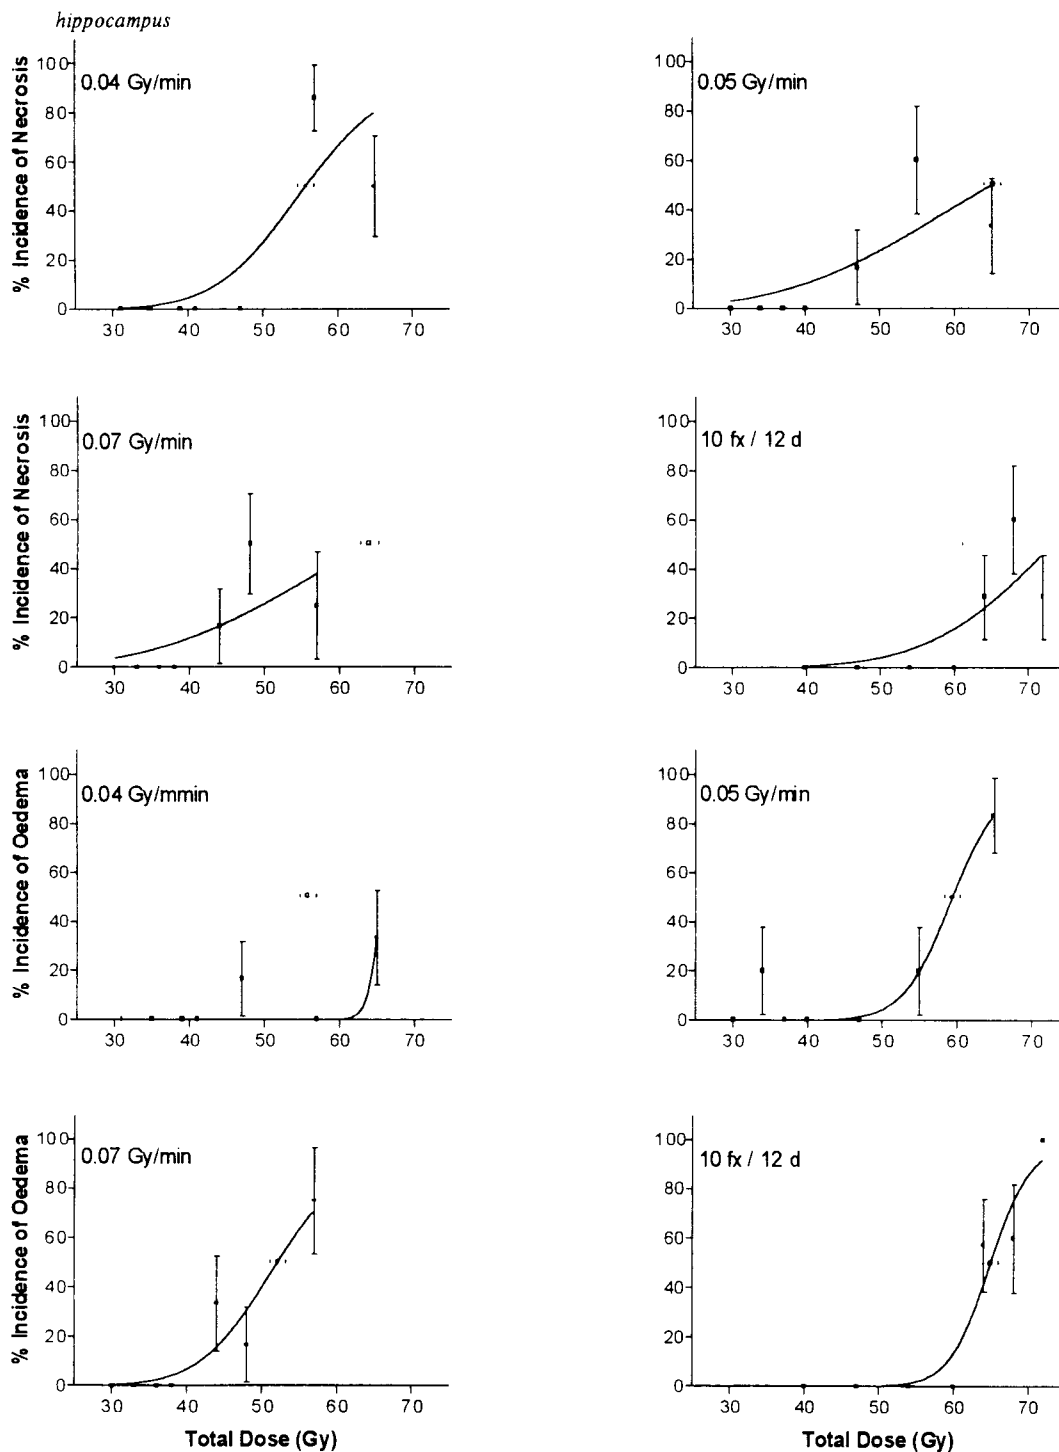 hippocampus
% Incidence of Necrosis
100
80
60
40
20
0
0.04 Gy/min
30 40 50 60 70
100
80
60
40
20
0
0.05 Gy/min
30 40 50 60 70
% Incidence of Necrosis
100
80
60
40
20
0
0.07 Gy/min
30 40 50 60 70
100
80
60
40
20
0
10 fx / 12 d
30 40 50 60 70
% Incidence of Oedema
100
80
60
40
20
0
0.04 Gy/mmin
30 40 50 60 70
100
80
60
40
20
0
0.05 Gy/min
30 40 50 60 70
% Incidence of Oedema
100
80
60
40
20
0
0.07 Gy/min
30 40 50 60 70
Total Dose (Gy)
100
80
60
40
20
0
10 fx / 12 d
30 40 50 60 70
Total Dose (Gy)